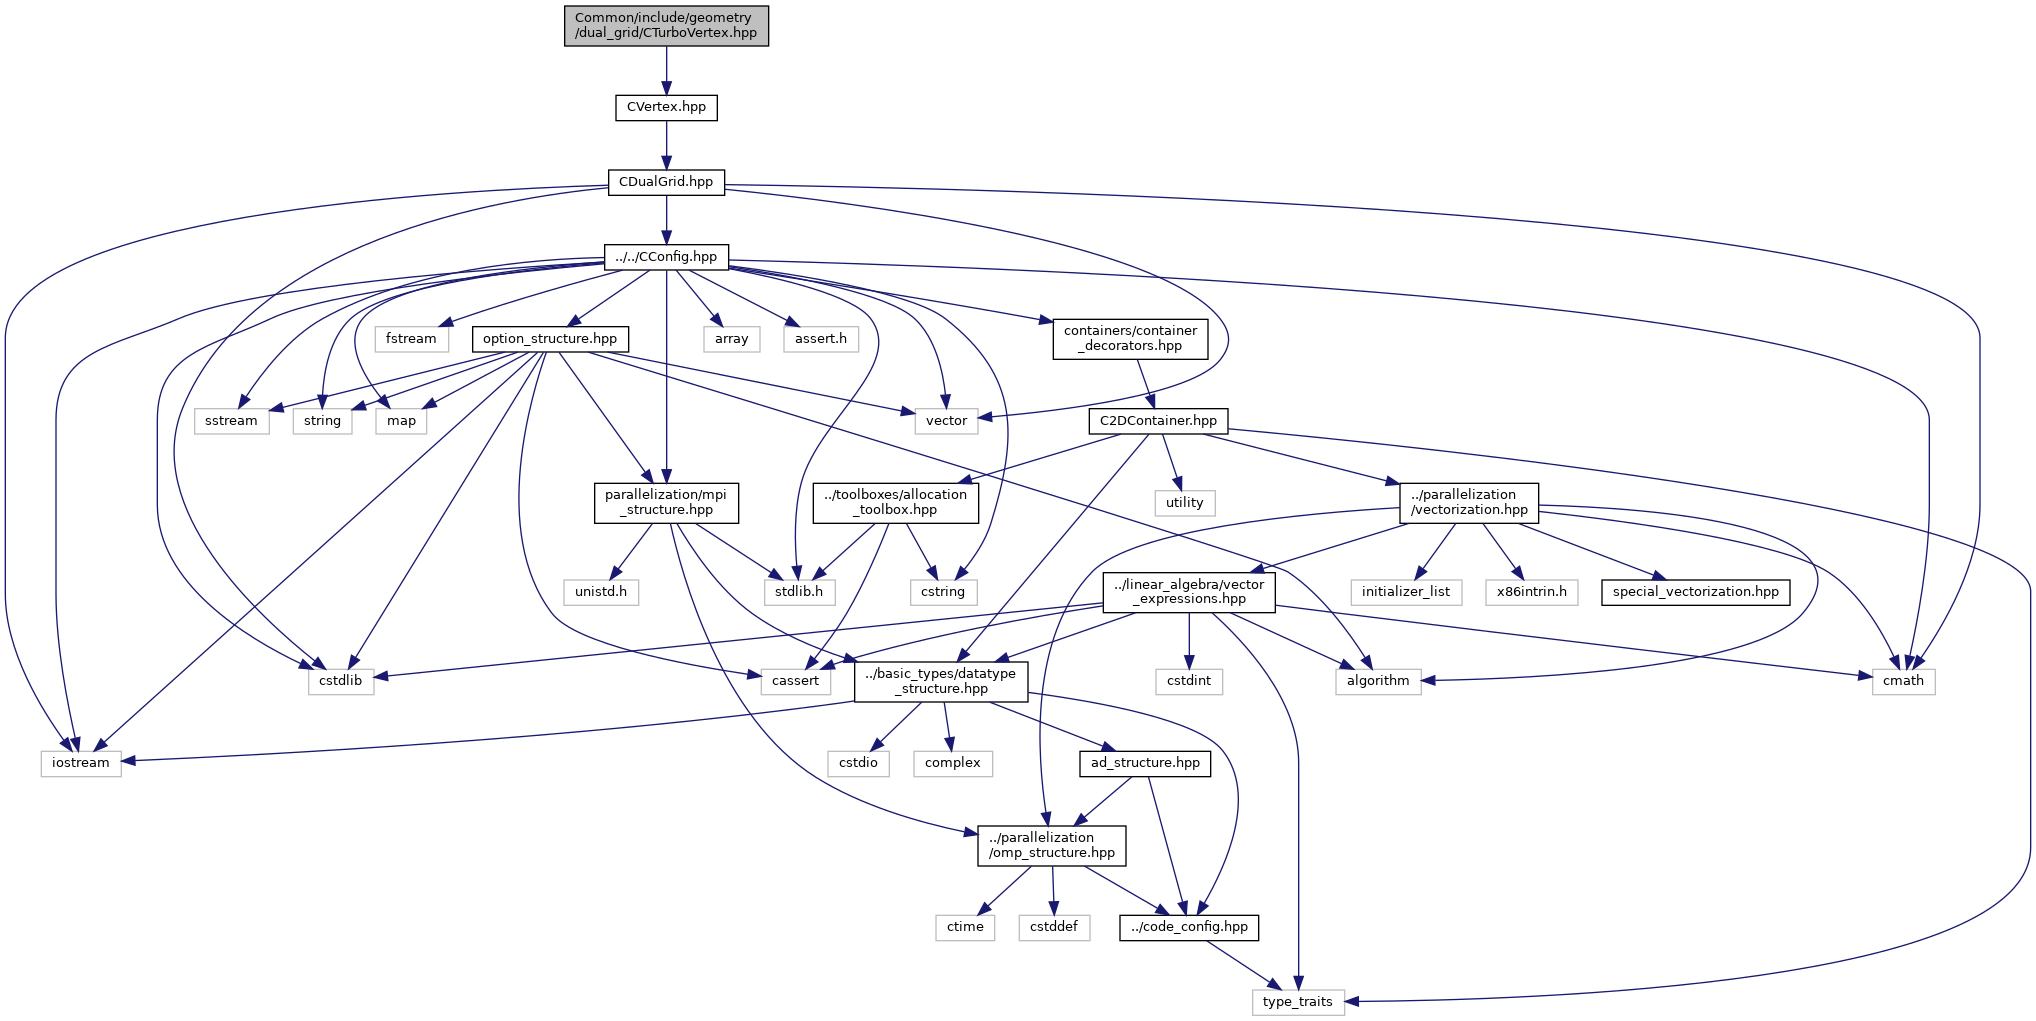 Common/include/geometry
/dual_grid/CTurboVertex.hpp
CVertex.hpp
CDualGrid.hpp
../../CConfig.hpp
fstream
option_structure.hpp
array
assert.h
containers/container
_decorators.hpp
sstream
string
map
vector
C2DContainer.hpp
parallelization/mpi
_structure.hpp
../toolboxes/allocation
_toolbox.hpp
utility
../parallelization
/vectorization.hpp
unistd.h
stdlib.h
cstring
../linear_algebra/vector
_expressions.hpp
initializer_list
x86intrin.h
special_vectorization.hpp
cstdlib
cassert
../basic_types/datatype
_structure.hpp
cstdint
algorithm
cmath
iostream
cstdio
complex
ad_structure.hpp
../parallelization
/omp_structure.hpp
ctime
cstddef
../code_config.hpp
type_traits